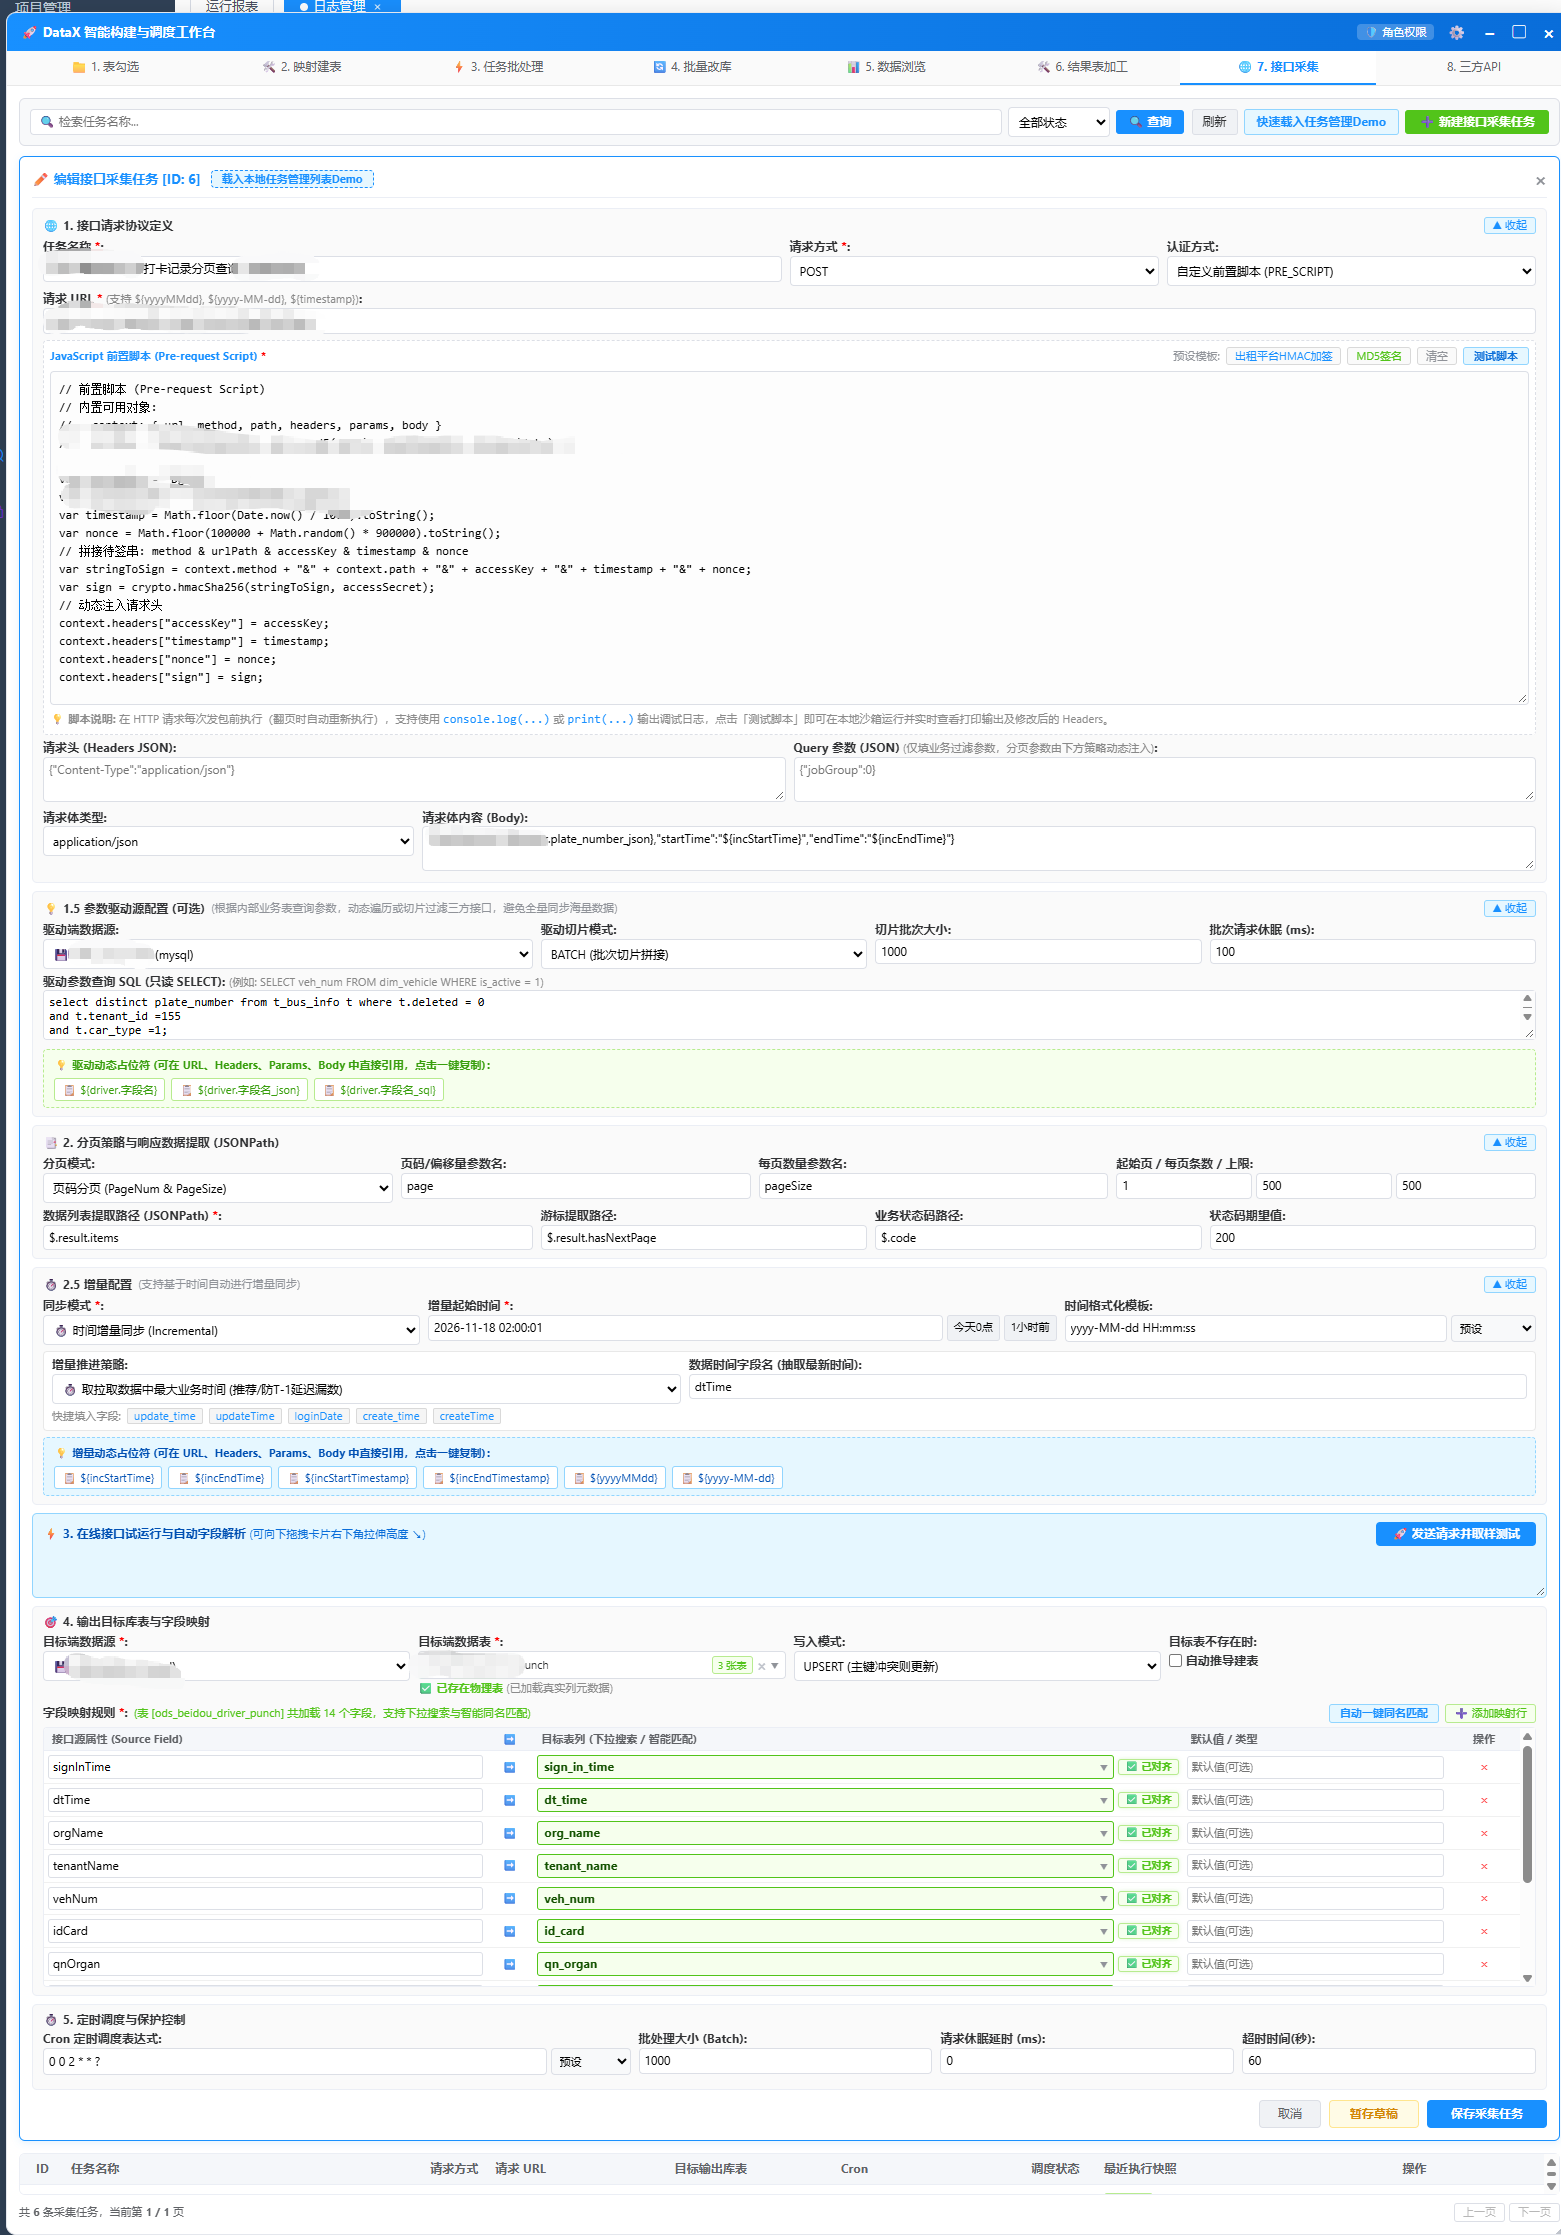 项目管理
运行报表
日志管理 ×
DataX 智能构建与调度工作台
角色权限
1. 表勾选
2. 映射建表
3. 任务批处理
4. 批量改库
5. 数据浏览
6. 结果表加工
7. 接口采集
8. 三方API
检索任务名称...
全部状态
查询
刷新
快速载入任务管理Demo
新建接口采集任务
编辑接口采集任务 [ID: 6]
载入本地任务管理列表Demo
1. 接口请求协议定义
▲ 收起
任务名称 *:
请求方式 *:
认证方式:
打卡记录分页查询
POST
自定义前置脚本 (PRE_SCRIPT)
请求 URL * (支持 ${yyyyMMdd}, ${yyyy-MM-dd}, ${timestamp}):
JavaScript 前置脚本 (Pre-request Script) *
预设模板:
出租平台HMAC加签
MD5签名
清空
测试脚本
// 前置脚本 (Pre-request Script)
// 内置可用对象:
method, path, headers, params, body }
var timestamp = Math.floor(Date.now() / toString();
var nonce = Math.floor(100000 + Math.random() * 900000).toString();
// 拼接待签串: method & urlPath & accessKey & timestamp & nonce
var stringToSign = context.method + "&" + context.path + "&" + accessKey + "&" + timestamp + "&" + nonce;
var sign = crypto.hmacSha256(stringToSign, accessSecret);
// 动态注入请求头
context.headers["accessKey"] = accessKey;
context.headers["timestamp"] = timestamp;
context.headers["nonce"] = nonce;
context.headers["sign"] = sign;
脚本说明: 在 HTTP 请求每次发包前执行（翻页时自动重新执行），支持使用 console.log(...) 或 print(...) 输出调试日志，点击「测试脚本」即可在本地沙箱运行并实时查看打印输出及修改后的 Headers。
请求头 (Headers JSON):
Query 参数 (JSON) (仅填业务过滤参数，分页参数由下方策略动态注入):
{"Content-Type":"application/json"}
{"jobGroup":0}
请求体类型:
请求体内容 (Body):
application/json
.plate_number_json},"startTime":"${incStartTime}","endTime":"${incEndTime}"}
1.5 参数驱动源配置 (可选) (根据内部业务表查询参数，动态遍历或切片过滤三方接口，避免全量同步海量数据)
▲ 收起
驱动端数据源:
驱动切片模式:
切片批次大小:
批次请求休眠 (ms):
(mysql)
BATCH (批次切片拼接)
1000
100
驱动参数查询 SQL (只读 SELECT): (例如: SELECT veh_num FROM dim_vehicle WHERE is_active = 1)
select distinct plate_number from t_bus_info t where t.deleted = 0
and t.tenant_id =155
and t.car_type =1;
驱动动态占位符 (可在 URL、Headers、Params、Body 中直接引用，点击一键复制):
${driver.字段名}
${driver.字段名_json}
${driver.字段名_sql}
2. 分页策略与响应数据提取 (JSONPath)
▲ 收起
分页模式:
页码/偏移量参数名:
每页数量参数名:
起始页 / 每页条数 / 上限:
页码分页 (PageNum & PageSize)
page
pageSize
1
500
500
数据列表提取路径 (JSONPath) *:
游标提取路径:
业务状态码路径:
状态码期望值:
$.result.items
$.result.hasNextPage
$.code
200
2.5 增量配置 (支持基于时间自动进行增量同步)
▲ 收起
同步模式 *:
增量起始时间 *:
时间格式化模板:
时间增量同步 (Incremental)
2026-11-18 02:00:01
今天0点
1小时前
yyyy-MM-dd HH:mm:ss
预设
增量推进策略:
数据时间字段名 (抽取最新时间):
取拉取数据中最大业务时间 (推荐/防T-1延迟漏数)
dtTime
快捷填入字段:
update_time
updateTime
loginDate
create_time
createTime
增量动态占位符 (可在 URL、Headers、Params、Body 中直接引用，点击一键复制):
${incStartTime}
${incEndTime}
${incStartTimestamp}
${incEndTimestamp}
${yyyyMMdd}
${yyyy-MM-dd}
3. 在线接口试运行与自动字段解析 (可向下拖拽卡片右下角拉伸高度 ↘)
发送请求并取样测试
4. 输出目标库表与字段映射
目标端数据源 *:
目标端数据表 *:
写入模式:
目标表不存在时:
unch
3 张表
× ▼
UPSERT (主键冲突则更新)
自动推导建表
已存在物理表 (已加载真实列元数据)
字段映射规则 *: (表 [ods_beidou_driver_punch] 共加载 14 个字段，支持下拉搜索与智能同名匹配)
自动一键同名匹配
添加映射行
接口源属性 (Source Field)
目标表列 (下拉搜索 / 智能匹配)
默认值 / 类型
操作
signInTime
sign_in_time
已对齐
默认值(可选)
×
dtTime
dt_time
已对齐
默认值(可选)
×
orgName
org_name
已对齐
默认值(可选)
×
tenantName
tenant_name
已对齐
默认值(可选)
×
vehNum
veh_num
已对齐
默认值(可选)
×
idCard
id_card
已对齐
默认值(可选)
×
qnOrgan
qn_organ
已对齐
默认值(可选)
×
5. 定时调度与保护控制
Cron 定时调度表达式:
批处理大小 (Batch):
请求休眠延时 (ms):
超时时间(秒):
0 0 2 * * ?
预设
1000
0
60
取消
暂存草稿
保存采集任务
ID
任务名称
请求方式
请求 URL
目标输出库表
Cron
调度状态
最近执行快照
操作
共 6 条采集任务，当前第 1 / 1 页
上一页
下一页